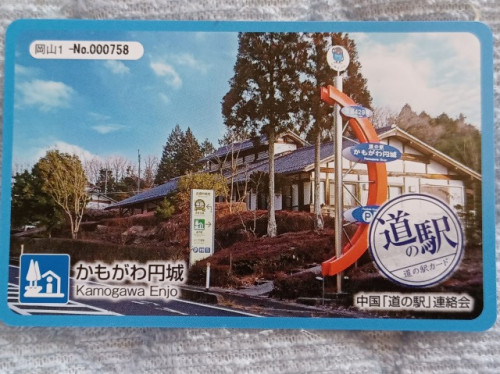 岡山1 -No.000758
道の駅
かもがわ円城
P
道の駅
道の駅カード
かもがわ円城
Kamogawa Enjo
中国「道の駅」連絡会